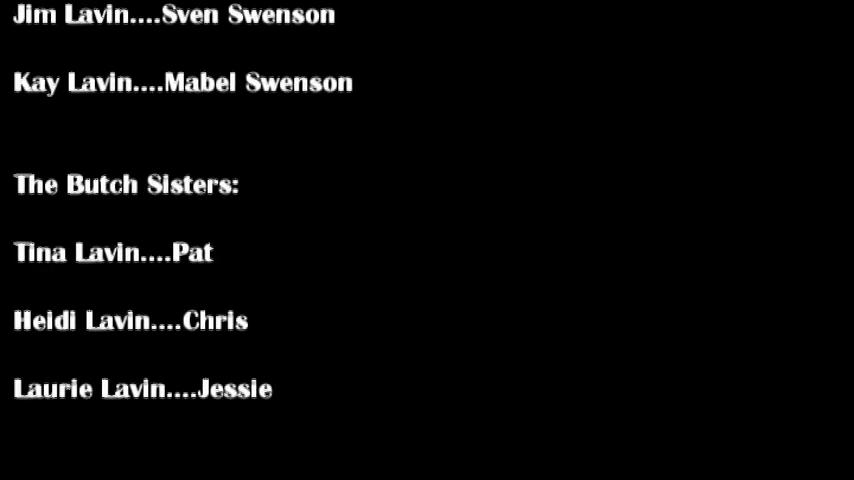 Jim Lavin....Sven Swenson
Kay Lavin....Mabel Swenson
The Butch Sisters:
Tina Lavin....Pat
Heidi Lavin....Chris
Laurie Lavin....Jessie